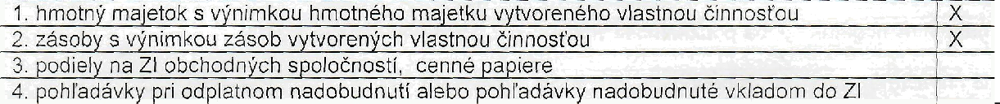 1. hmotný majetok s výnimkou hmotného majetku vytvoreného vlastnou činnosťou X
2. zásoby s výnimkou zásob vytvorených vlastnou činnosťou X
3. podiely na ZI obchodných spoločností, cenné papiere
4. pohľadávky pri odplatnom nadobudnutí alebo pohľadávky nadobudnuté vkladom do ZI